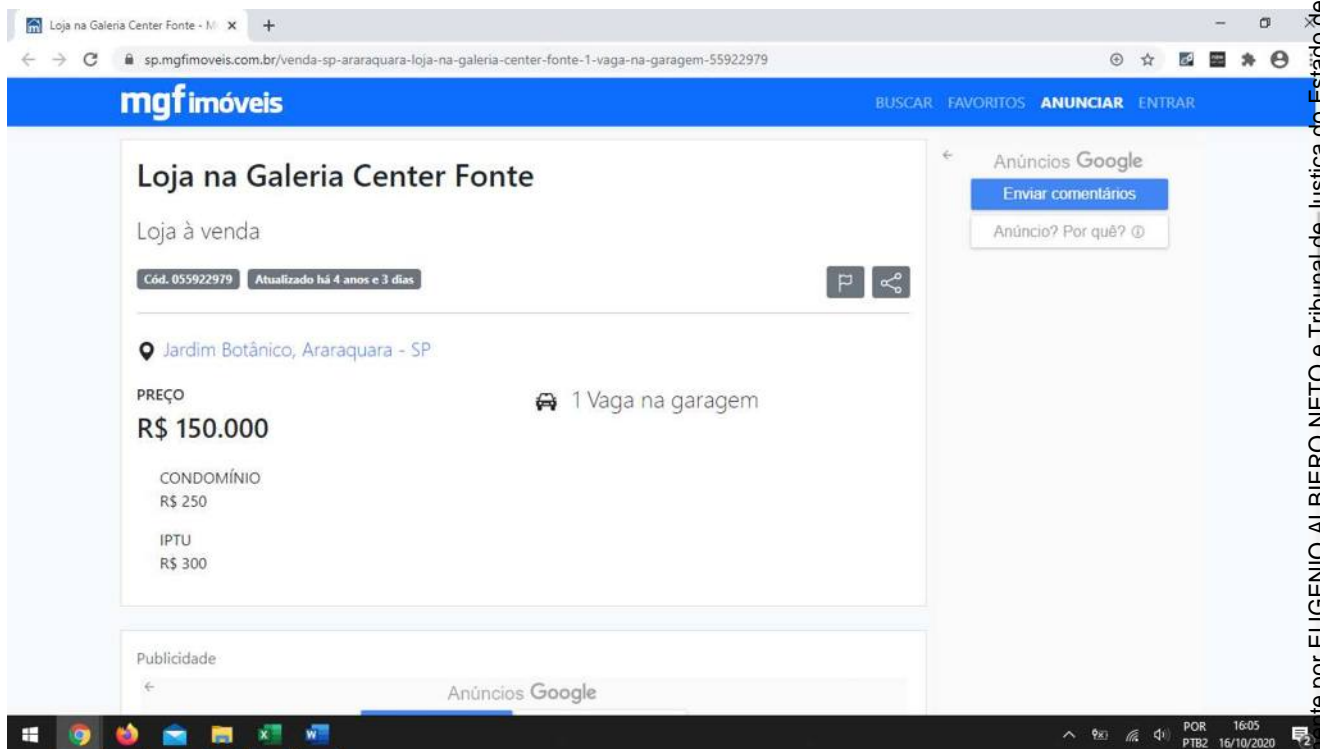 Loja na Galeria Center Fonte - M
sp.mgfimoveis.com.br/venda-sp-araraquara-loja-na-galeria-center-fonte-1-vaga-na-garagem-55922979
mgfimóveis
BUSCAR FAVORITOS ANUNCIAR ENTRAR
Loja na Galeria Center Fonte
Loja à venda
Cód. 055922979 Atualizado há 4 anos e 3 dias
Jardim Botânico, Araraquara - SP
PREÇO
R$ 150.000
1 Vaga na garagem
CONDOMÍNIO
R$ 250
IPTU
R$ 300
Publicidade
Anúncios Google
Anúncios Google
Enviar comentários
Anúncio? Por quê?
POR
PTB2
16:05
16/10/2020
2
por EUGENIO ALBIERO NETO e Tribunal de Justica do Estado de